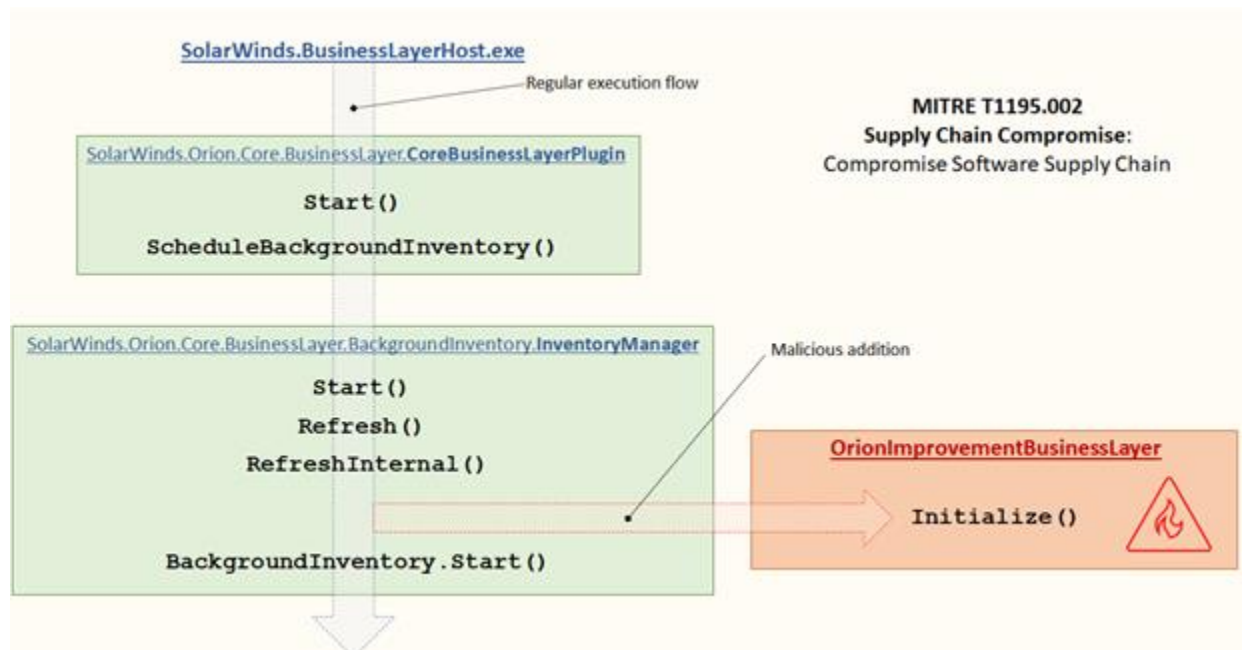 SolarWinds.BusinessLayerHost.exe
Regular execution flow
MITRE T1195.002
Supply Chain Compromise:
Compromise Software Supply Chain
SolarWinds.Orion.Core.BusinessLayer.CoreBusinessLayerPlugin
Start()
ScheduleBackgroundInventory()
SolarWinds.Orion.Core.BusinessLayer.BackgroundInventory.InventoryManager
Start()
Refresh()
RefreshInternal()
BackgroundInventory.Start()
Malicious addition
OrionImprovementBusinessLayer
Initialize()